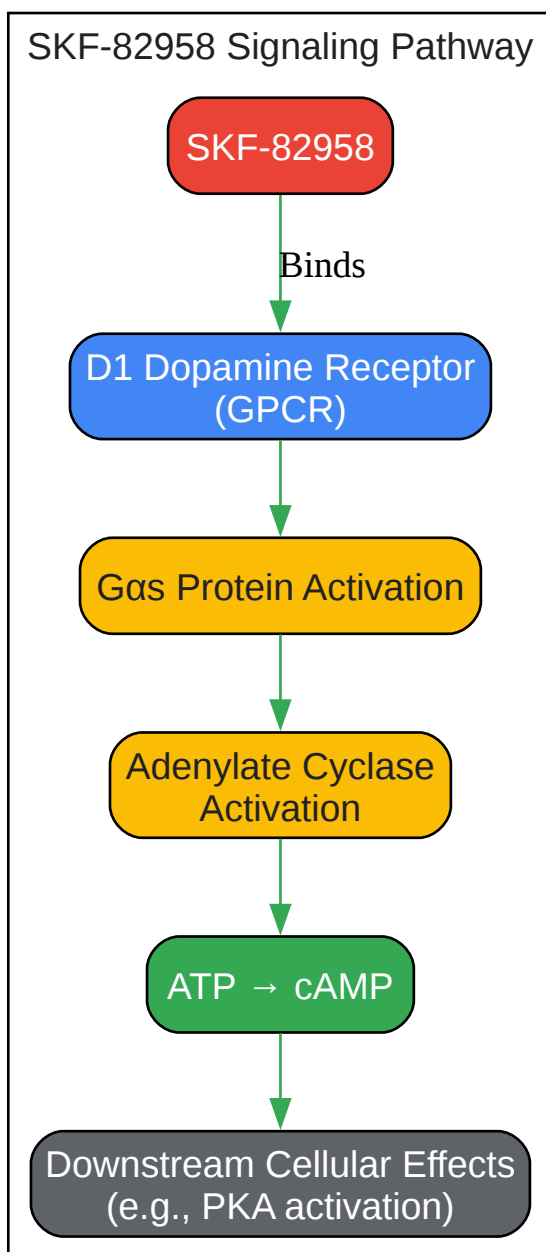 SKF-82958 Signaling Pathway
SKF-82958
Binds
D1 Dopamine Receptor
(GPCR)
Gαs Protein Activation
Adenylate Cyclase
Activation
ATP → cAMP
Downstream Cellular Effects
(e.g., PKA activation)